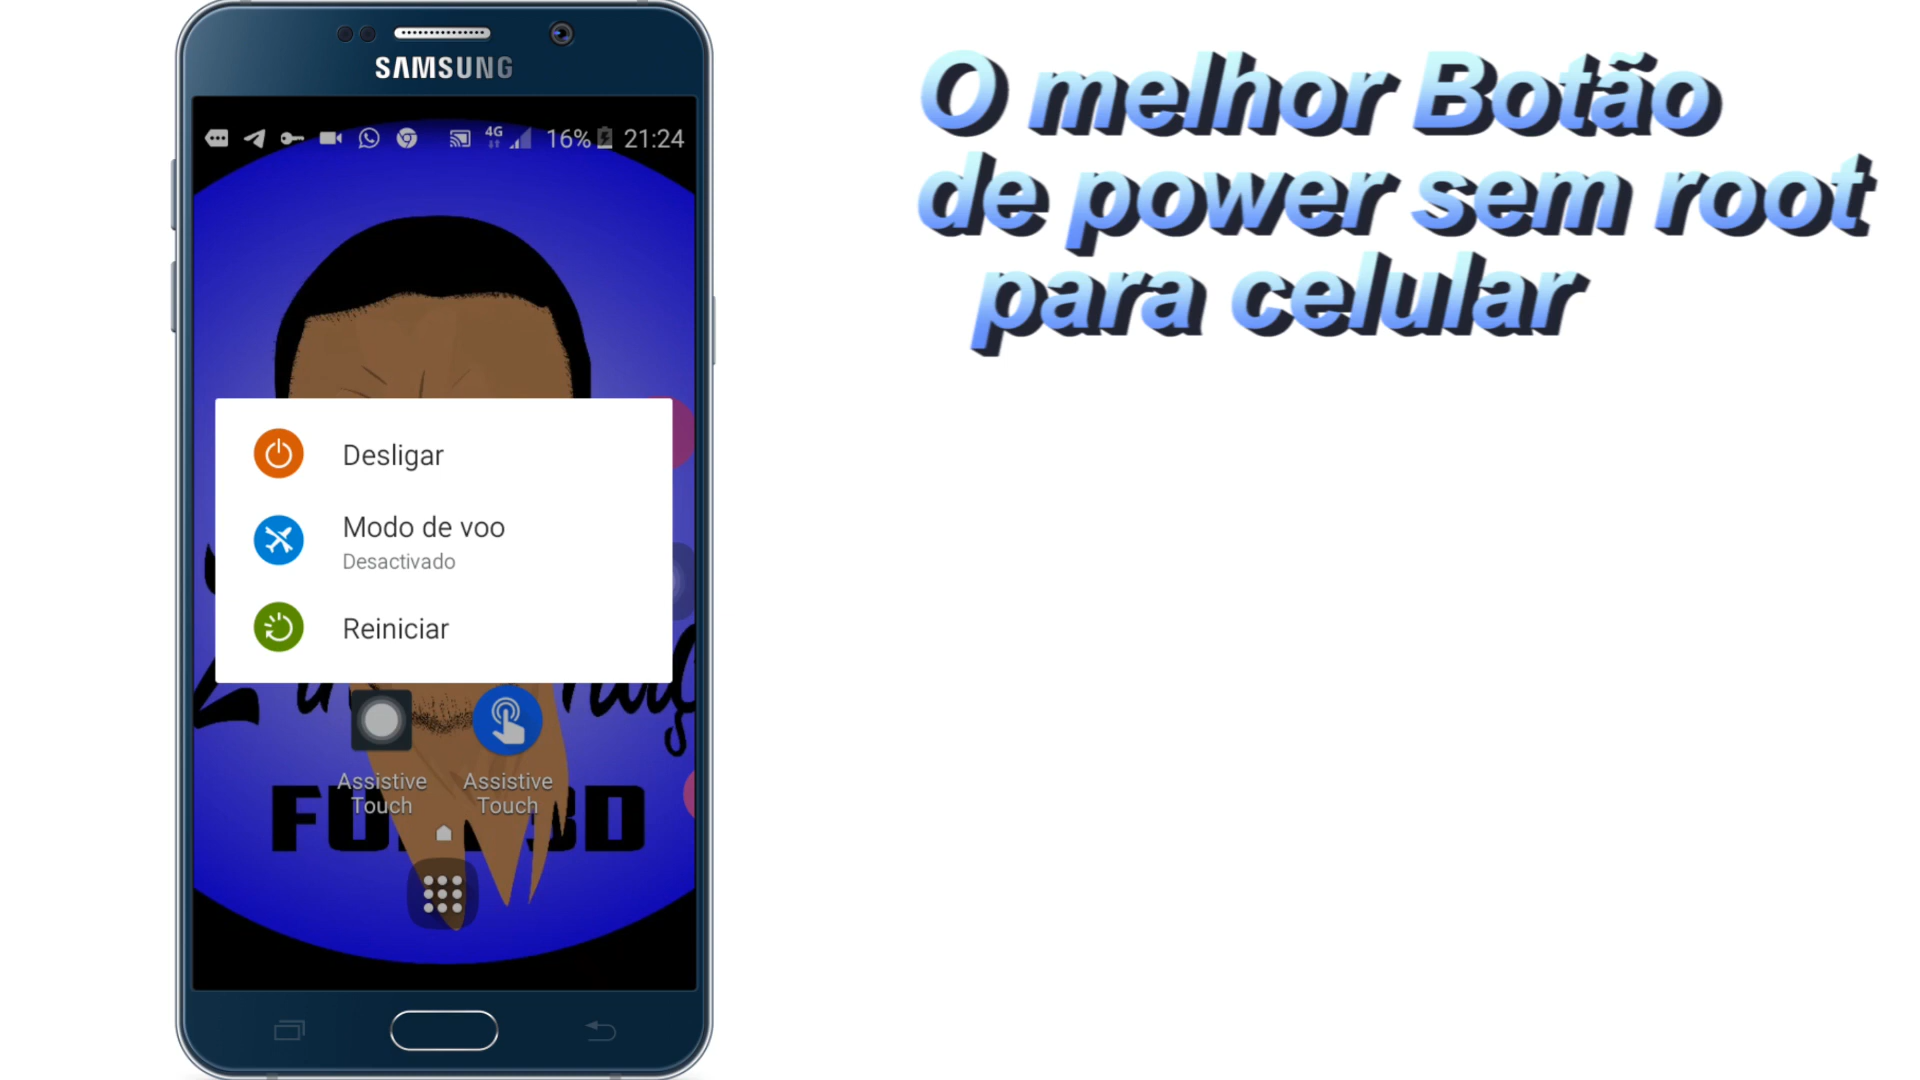 SAMSUNG
4G 16% 21:24
O melhor Botão
de power sem root
para celular
Desligar
Modo de voo
Desactivado
Reiniciar
Assistive Touch
Assistive Touch